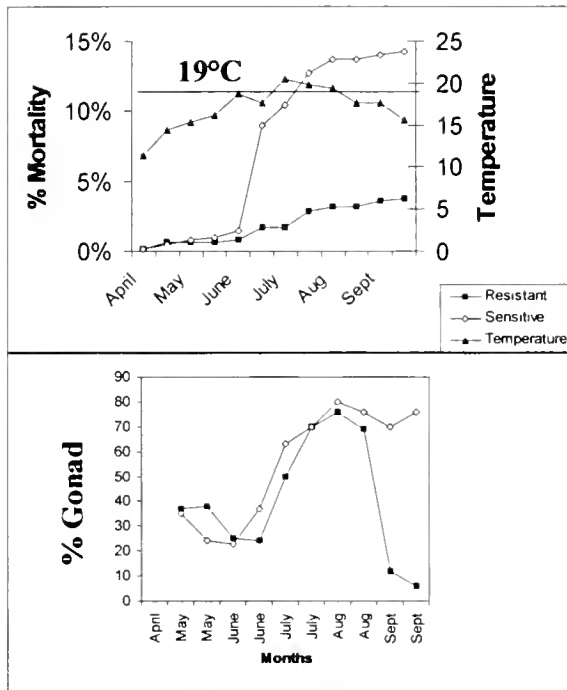 15%
10%
5%
0%
% Mortality
19°C
25
20
15
10
5
0
Temperature
April
May
June
July
Aug
Sept
Resistant
Sensitive
Temperature
90
80
70
60
50
40
30
20
10
0
% Gonad
April
May
May
June
June
July
July
Aug
Aug
Sept
Sept
Months